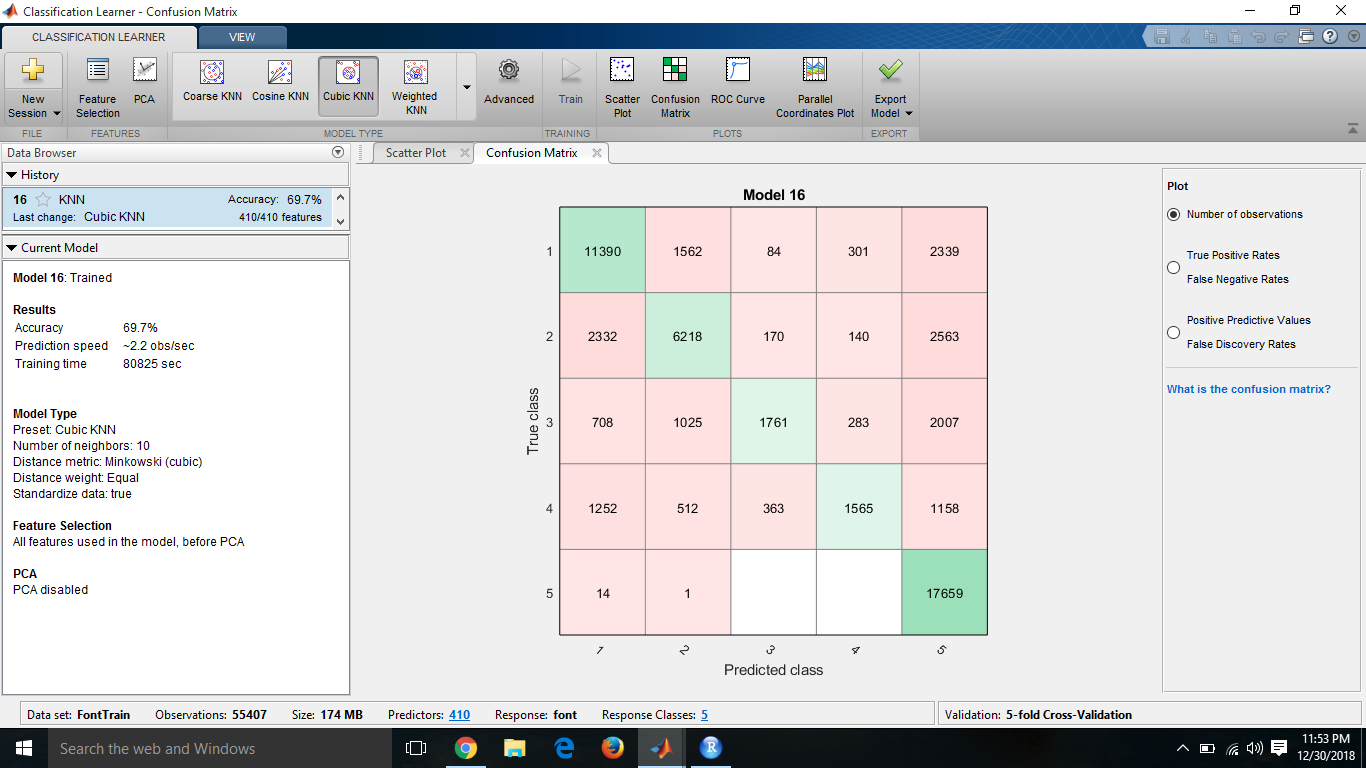 Classification Learner - Confusion Matrix
CLASSIFICATION LEARNER VIEW
New Session
Feature Selection
PCA
Coarse KNN
Cosine KNN
Cubic KNN
Weighted KNN
Advanced
Train
Scatter Plot
Confusion Matrix
ROC Curve
Parallel Coordinates Plot
Export Model
FILE FEATURES MODEL TYPE TRAINING PLOTS EXPORT
Data Browser
History
16 KNN Accuracy: 69.7%
Last change: Cubic KNN 410/410 features
Current Model
Model 16: Trained
Results
Accuracy 69.7%
Prediction speed ~2.2 obs/sec
Training time 80825 sec
Model Type
Preset: Cubic KNN
Number of neighbors: 10
Distance metric: Minkowski (cubic)
Distance weight: Equal
Standardize data: true
Feature Selection
All features used in the model, before PCA
PCA
PCA disabled
Scatter Plot Confusion Matrix
Model 16
True class
1 11390 1562 84 301 2339
2 2332 6218 170 140 2563
3 708 1025 1761 283 2007
4 1252 512 363 1565 1158
5 14 1 17659
1 2 3 4 5
Predicted class
Plot
Number of observations
True Positive Rates
False Negative Rates
Positive Predictive Values
False Discovery Rates
What is the confusion matrix?
Data set: FontTrain Observations: 55407 Size: 174 MB Predictors: 410 Response: font Response Classes: 5 Validation: 5-fold Cross-Validation
Search the web and Windows
11:53 PM
12/30/2018